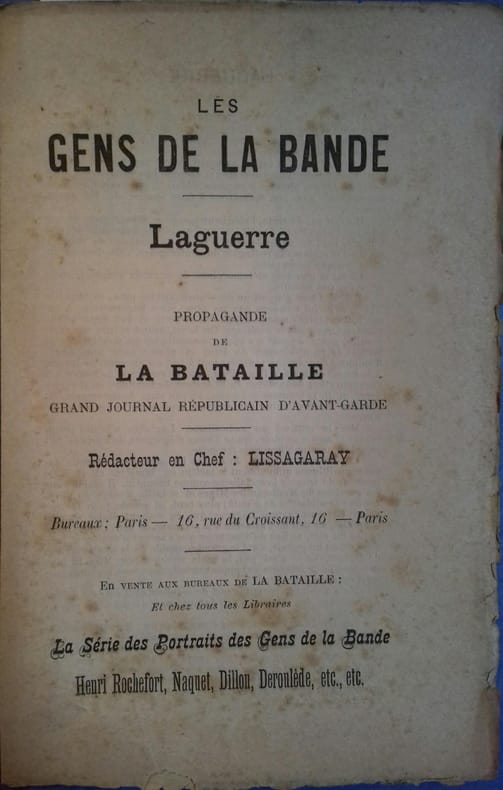 LES
GENS DE LA BANDE
Laguerre
PROPAGANDE
DE
LA BATAILLE
GRAND JOURNAL RÉPUBLICAIN D'AVANT-GARDE
Rédacteur en Chef : LISSAGARAY
Bureaux : Paris — 16, rue du Croissant, 16 — Paris
En vente aux bureaux de LA BATAILLE :
Et chez tous les Libraires
La Série des Portraits des Gens de la Bande
Henri Rochefort, Naquet, Dillon, Deroulède, etc., etc.